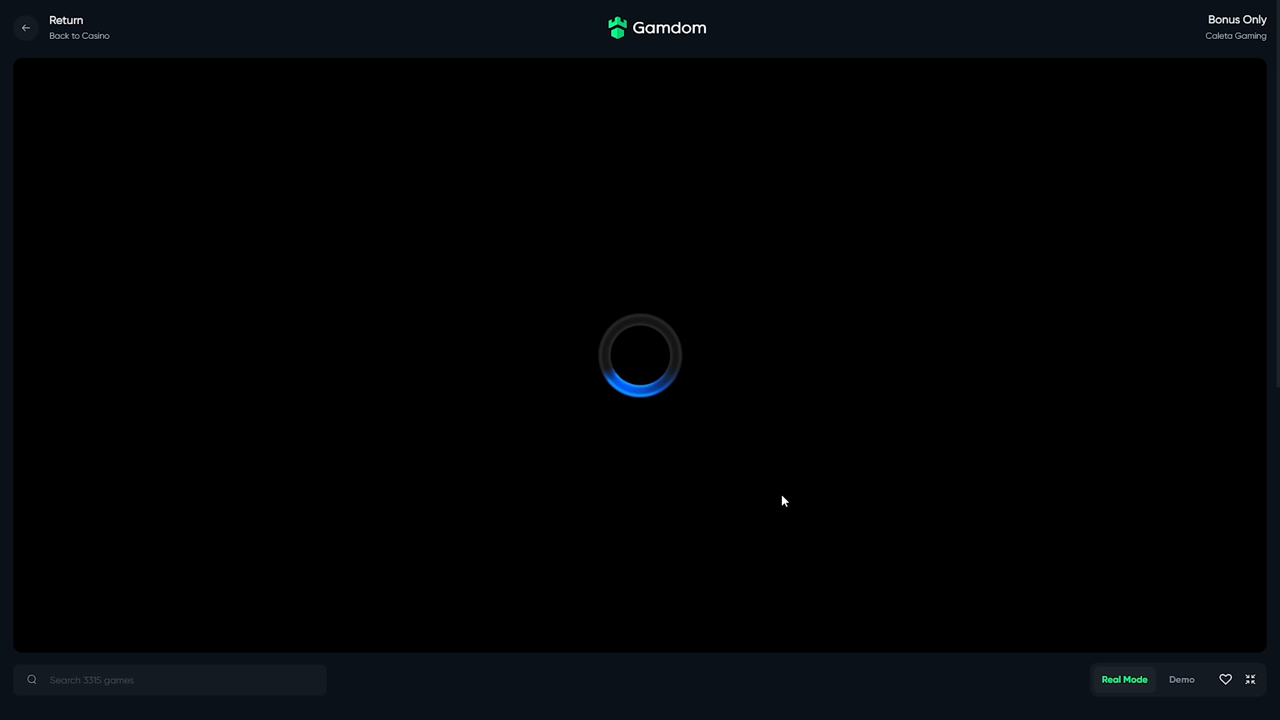 Return
Back to Casino
Gamdom
Bonus Only
Caleta Gaming
Search 3315 games
Real Mode
Demo